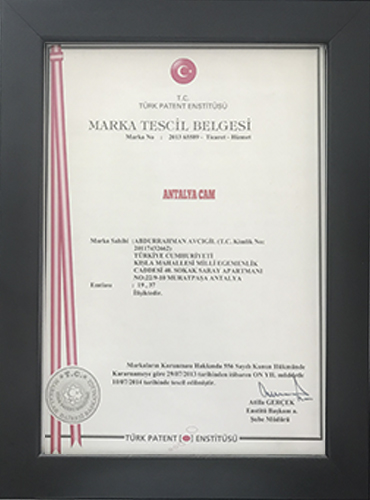 T.C.
TÜRK PATENT ENSTİTÜSÜ
MARKA TESCİL BELGESİ
Marka No : 2013 65589 – Ticaret - Hizmet
ANTALYA CAM
Marka Sahibi : ABDURRAHMAN AVCIGİL (T.C. Kimlik No:
20117432662)
TÜRKİYE CUMHURİYETİ
KIŞLA MAHALLESİ MİLLİ EGEMENLİK
CADDESİ 40. SOKAK SARAY APARTMANI
NO:22/9-10 MURATPAŞA ANTALYA
Emtiası : 19 , 37
İlişiktedir.
Markaların Korunması Hakkında 556 Sayılı Kanun Hükmünde
Kararnameye göre 29/07/2013 tarihinden itibaren ON YIL müddetle
10/07/2014 tarihinde tescil edilmiştir.
Atilla GERÇEK
Enstitü Başkanı a.
Şube Müdürü
T.C.
TÜRK PATENT ENSTİTÜSÜ